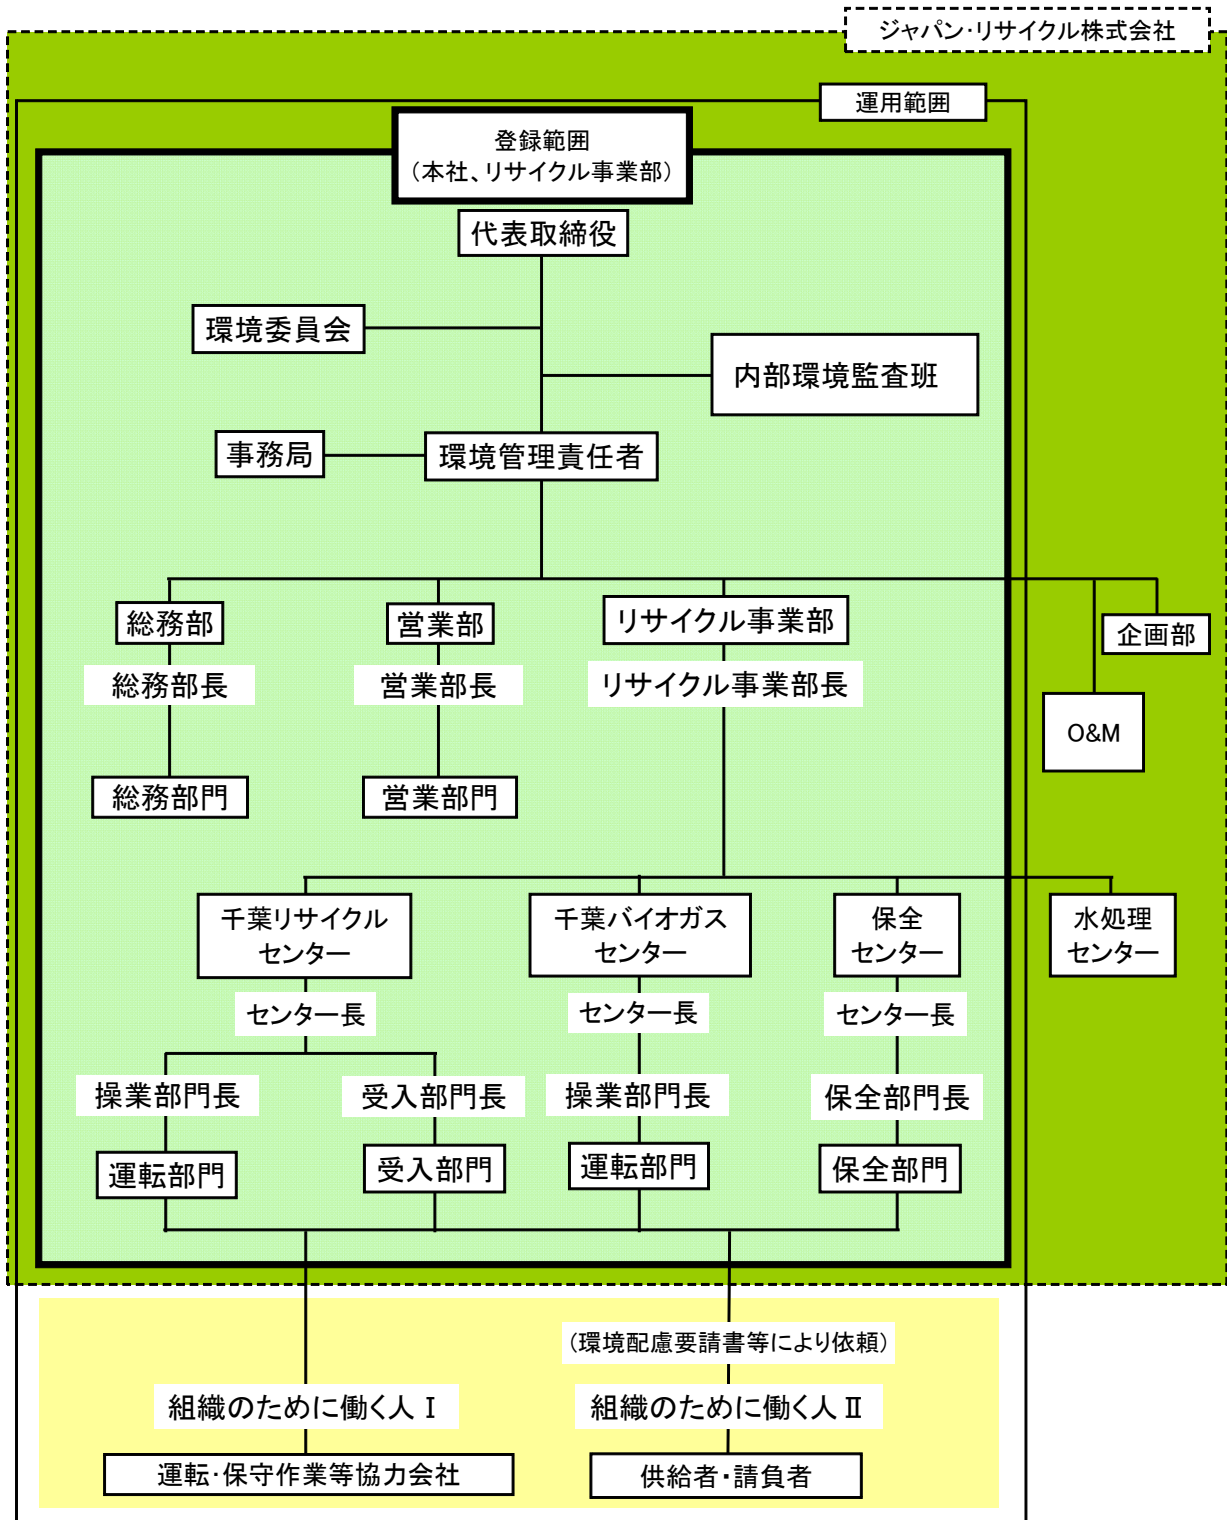 ジャパン・リサイクル株式会社
運用範囲
登録範囲
（本社、リサイクル事業部）
代表取締役
環境委員会
内部環境監査班
事務局
環境管理責任者
総務部
営業部
リサイクル事業部
企画部
総務部長
営業部長
リサイクル事業部長
O&M
総務部門
営業部門
千葉リサイクル
センター
千葉バイオガス
センター
保全
センター
水処理
センター
センター長
センター長
センター長
操業部門長
受入部門長
操業部門長
保全部門長
運転部門
受入部門
運転部門
保全部門
（環境配慮要請書等により依頼）
組織のために働く人Ⅰ
組織のために働く人Ⅱ
運転・保守作業等協力会社
供給者・請負者